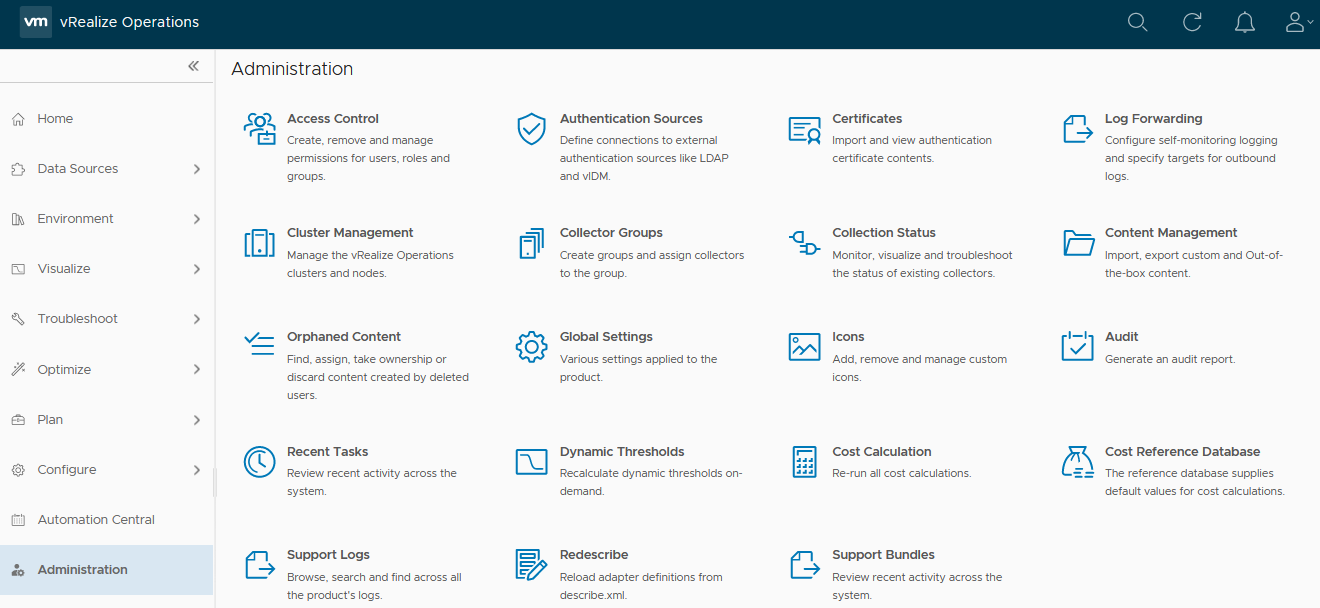 vm vRealize Operations
Administration
Home
Data Sources
Environment
Visualize
Troubleshoot
Optimize
Plan
Configure
Automation Central
Administration
Access Control
Create, remove and manage
permissions for users, roles and
groups.
Authentication Sources
Define connections to external
authentication sources like LDAP
and vIDM.
Certificates
Import and view authentication
certificate contents.
Log Forwarding
Configure self-monitoring logging
and specify targets for outbound
logs.
Cluster Management
Manage the vRealize Operations
clusters and nodes.
Collector Groups
Create groups and assign collectors
to the group.
Collection Status
Monitor, visualize and troubleshoot
the status of existing collectors.
Content Management
Import, export custom and Out-of-
the-box content.
Orphaned Content
Find, assign, take ownership or
discard content created by deleted
users.
Global Settings
Various settings applied to the
product.
Icons
Add, remove and manage custom
icons.
Audit
Generate an audit report.
Recent Tasks
Review recent activity across the
system.
Dynamic Thresholds
Recalculate dynamic thresholds on-
demand.
Cost Calculation
Re-run all cost calculations.
Cost Reference Database
The reference database supplies
default values for cost calculations.
Support Logs
Browse, search and find across all
the product's logs.
Redescribe
Reload adapter definitions from
describe.xml.
Support Bundles
Review recent activity across the
system.